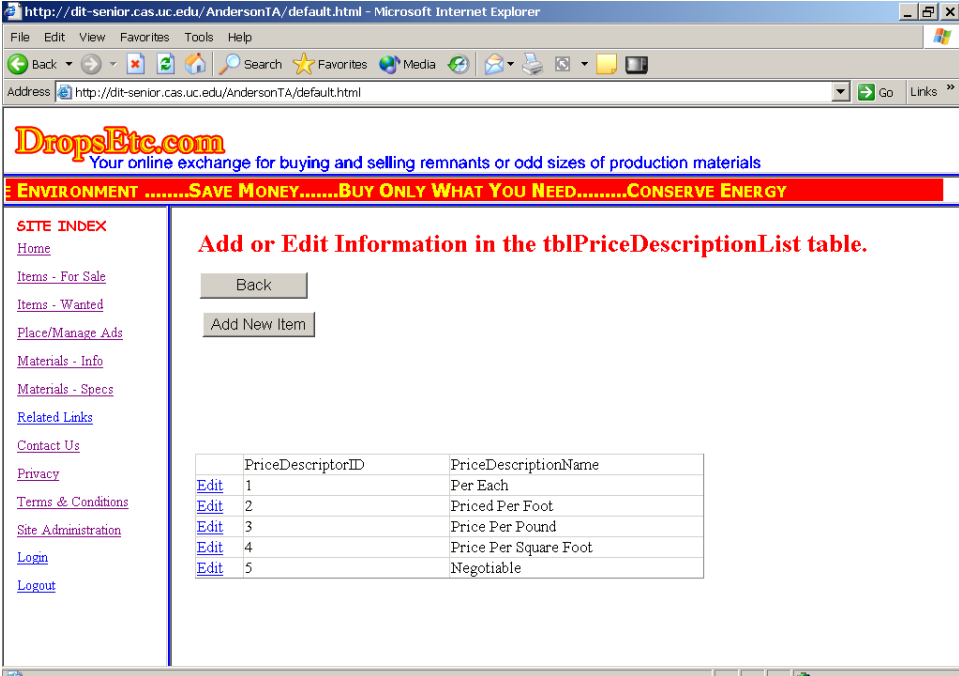 http://dit-senior.cas.uc.edu/AndersonTA/default.html - Microsoft Internet Explorer
File Edit View Favorites Tools Help
Back Search Favorites Media
Address http://dit-senior.cas.uc.edu/AndersonTA/default.html Go Links »
DropsEtc.com
Your online exchange for buying and selling remnants or odd sizes of production materials
E ENVIRONMENT ........SAVE MONEY.......BUY ONLY WHAT YOU NEED.........CONSERVE ENERGY
SITE INDEX
Home
Items - For Sale
Items - Wanted
Place/Manage Ads
Materials - Info
Materials - Specs
Related Links
Contact Us
Privacy
Terms & Conditions
Site Administration
Login
Logout
Add or Edit Information in the tblPriceDescriptionList table.
Back
Add New Item
PriceDescriptorID PriceDescriptionName
Edit 1 Per Each
Edit 2 Priced Per Foot
Edit 3 Price Per Pound
Edit 4 Price Per Square Foot
Edit 5 Negotiable